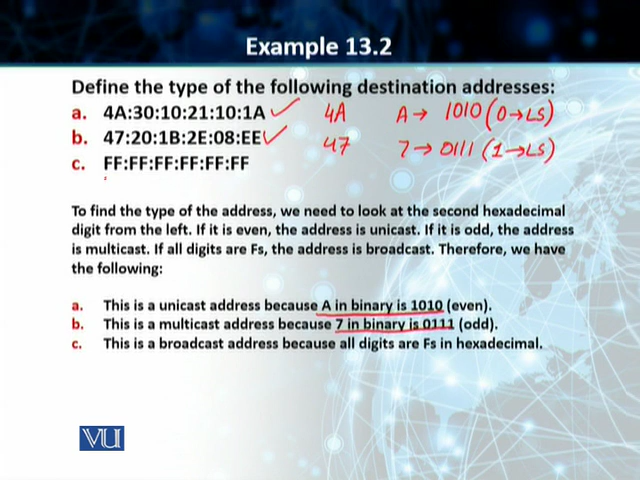 Example 13.2
Define the type of the following destination addresses:
a. 4A:30:10:21:10:1A 4A A→ 1010 (0→LS)
b. 47:20:1B:2E:08:EE 47 7→ 0111 (1→LS)
c. FF:FF:FF:FF:FF:FF
To find the type of the address, we need to look at the second hexadecimal
digit from the left. If it is even, the address is unicast. If it is odd, the address
is multicast. If all digits are Fs, the address is broadcast. Therefore, we have
the following:
a. This is a unicast address because A in binary is 1010 (even).
b. This is a multicast address because 7 in binary is 0111 (odd).
c. This is a broadcast address because all digits are Fs in hexadecimal.
VU